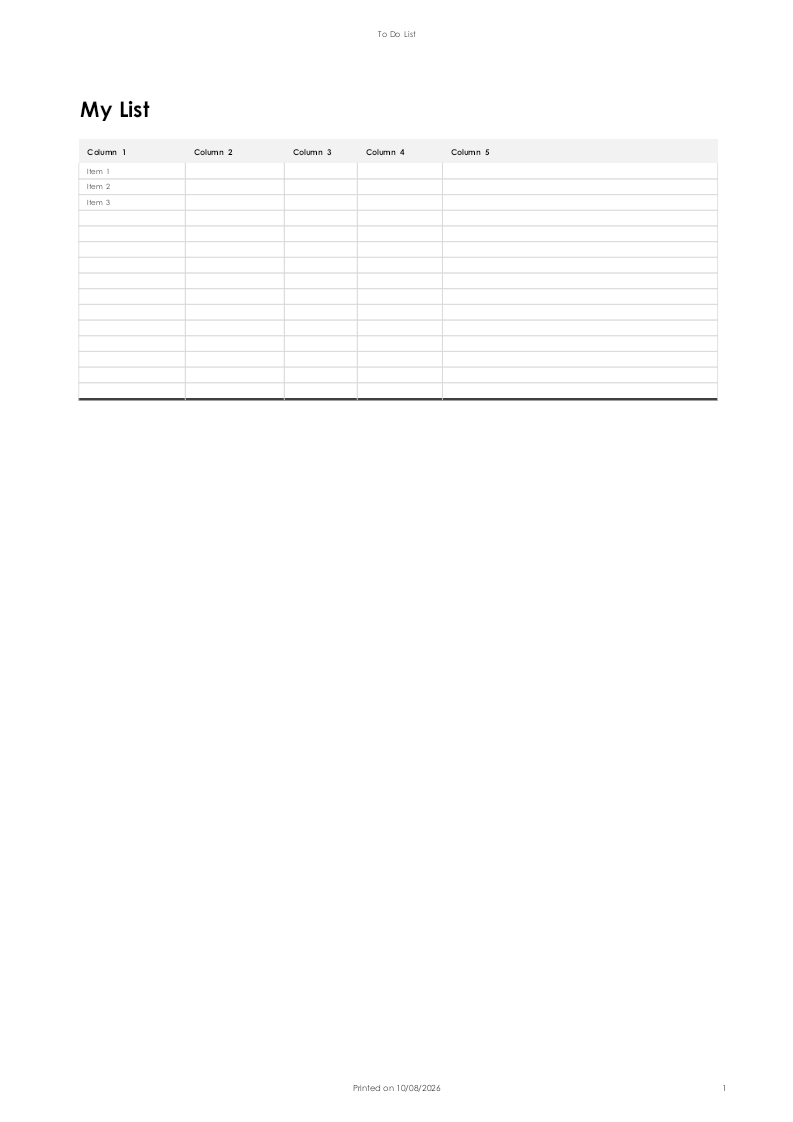 To Do List
My List
Column 1 Column 2 Column 3 Column 4 Column 5
Item 1
Item 2
Item 3
Printed on 10/08/2026 1